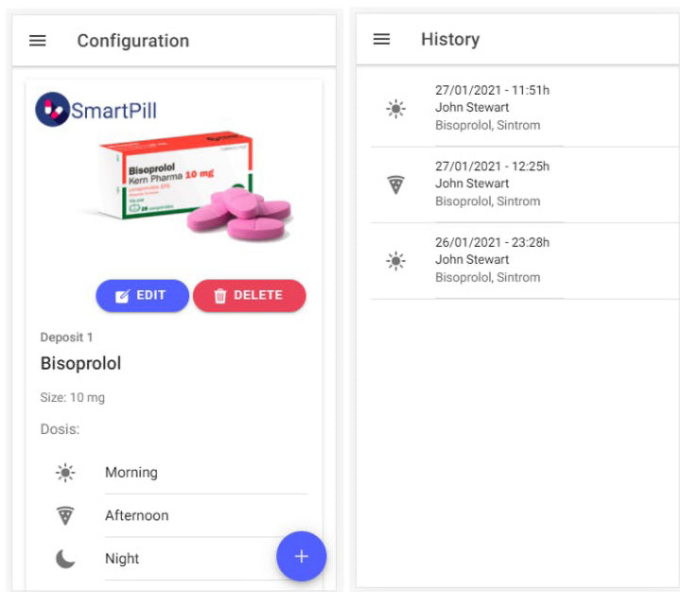 Configuration
SmartPill
Bisoprolol
Kern Pharma 10 mg
EDIT
DELETE
Deposit 1
Bisoprolol
Size: 10 mg
Dosis:
Morning
Afternoon
Night
+
History
27/01/2021 - 11:51h
John Stewart
Bisoprolol, Sintrom
27/01/2021 - 12:25h
John Stewart
Bisoprolol, Sintrom
26/01/2021 - 23:28h
John Stewart
Bisoprolol, Sintrom